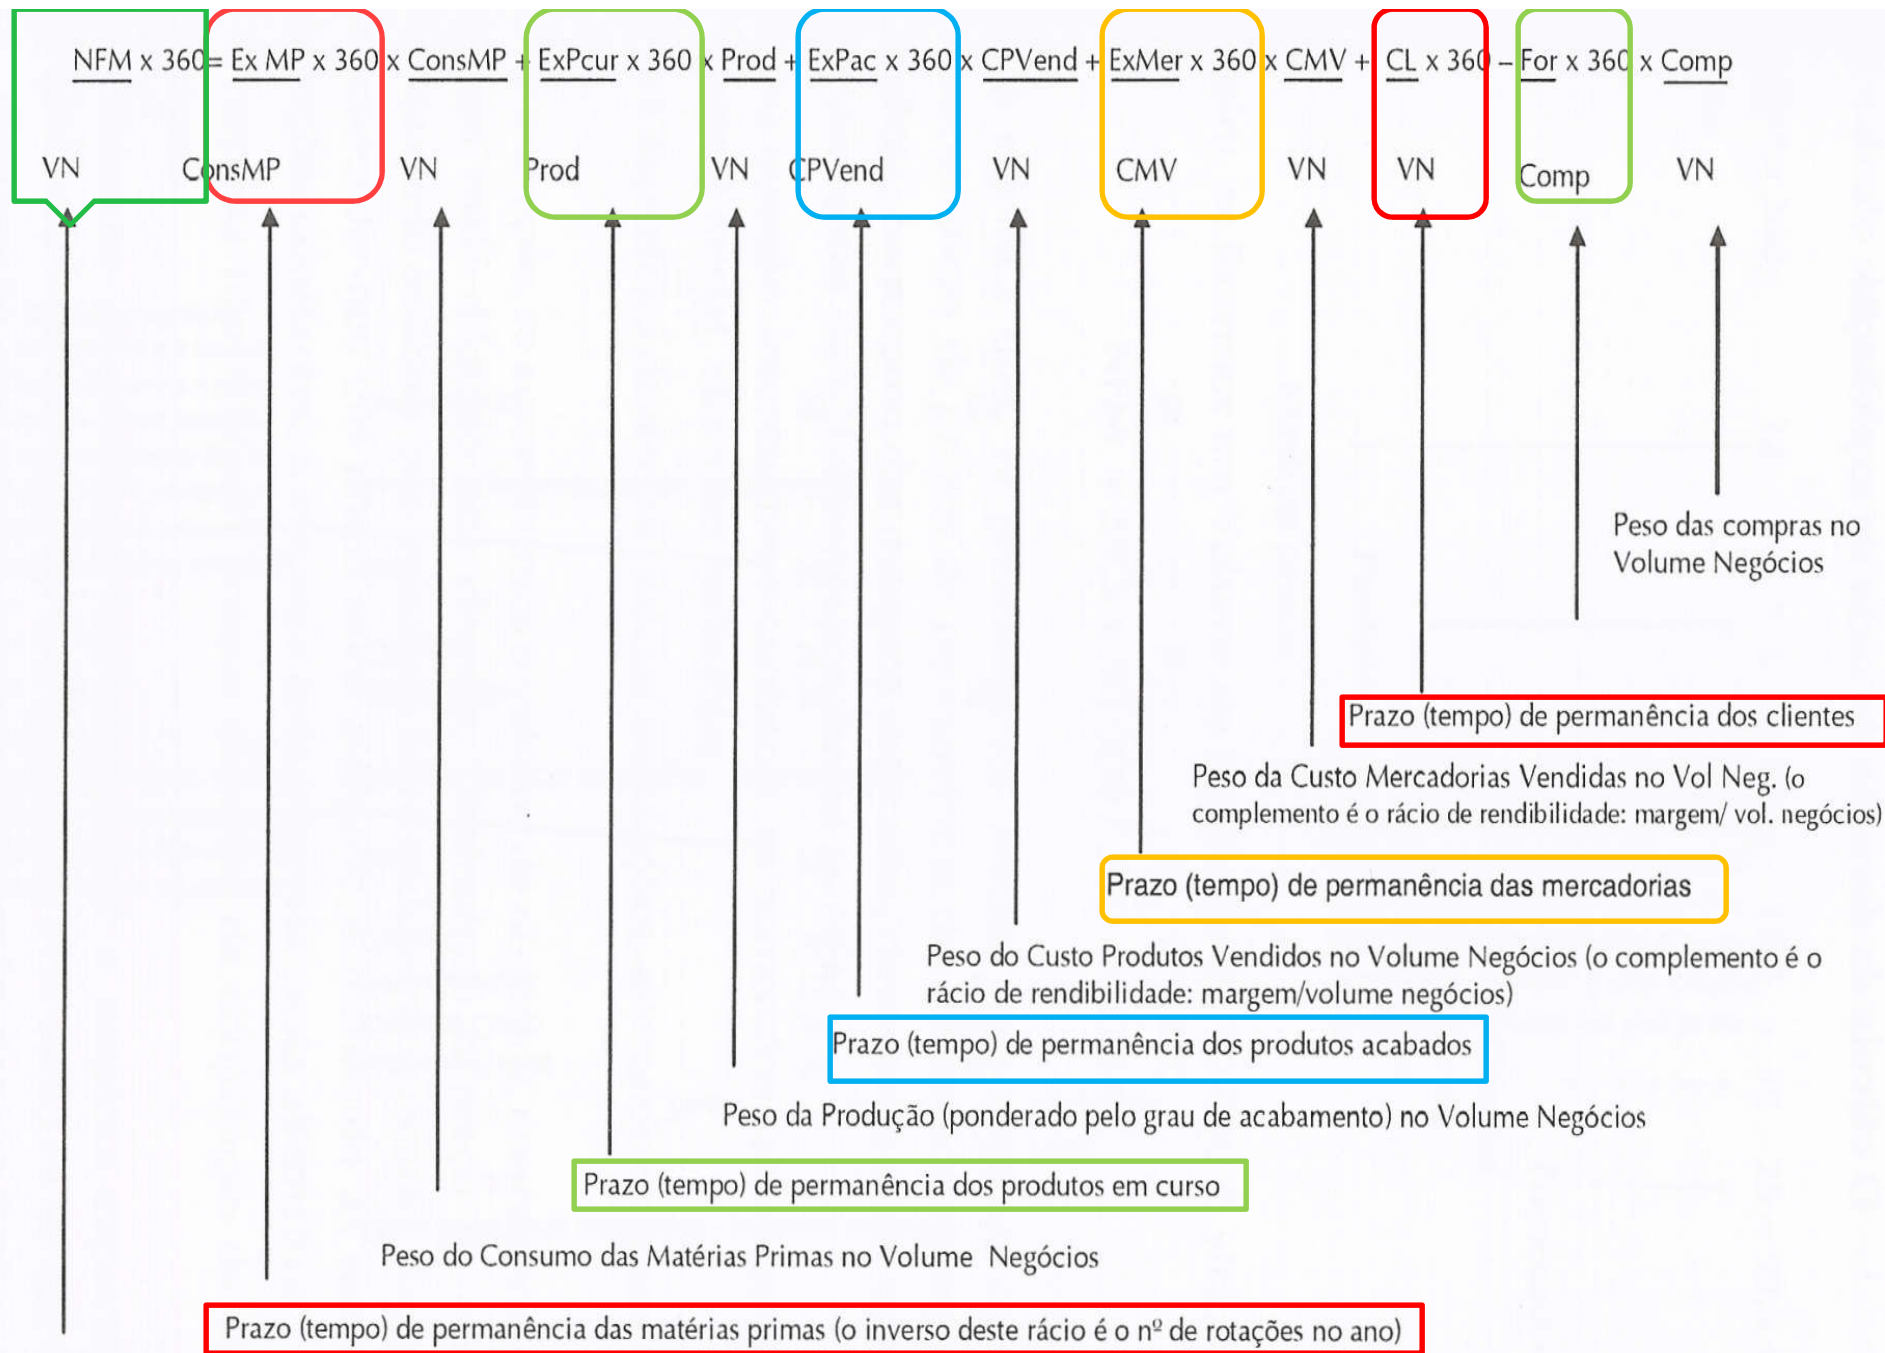 NFM x 360= Ex MP x 360 x ConsMP + ExPcur x 360 x Prod + ExPac x 360 x CPVend + ExMer x 360 x CMV + CL x 360 – For x 360 x Comp
VN ConsMP VN Prod VN CPVend VN CMV VN VN Comp VN
Peso das compras no
Volume Negócios
Prazo (tempo) de permanência dos clientes
Peso da Custo Mercadorias Vendidas no Vol Neg. (o
complemento é o rácio de rendibilidade: margem/ vol. negócios)
Prazo (tempo) de permanência das mercadorias
Peso do Custo Produtos Vendidos no Volume Negócios (o complemento é o
rácio de rendibilidade: margem/volume negócios)
Prazo (tempo) de permanência dos produtos acabados
Peso da Produção (ponderado pelo grau de acabamento) no Volume Negócios
Prazo (tempo) de permanência dos produtos em curso
Peso do Consumo das Matérias Primas no Volume Negócios
Prazo (tempo) de permanência das matérias primas (o inverso deste rácio é o nº de rotações no ano)